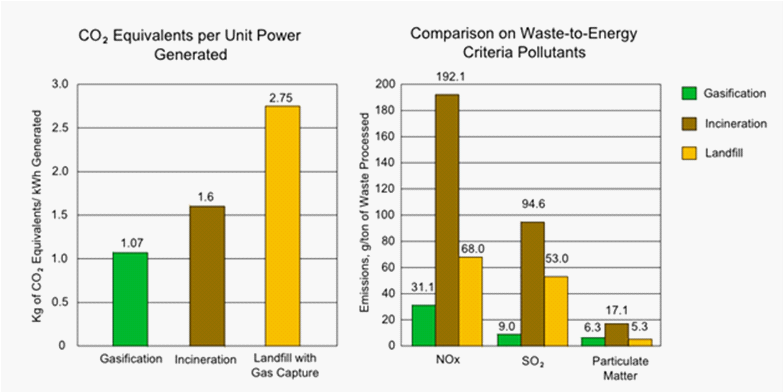 CO₂ Equivalents per Unit Power
Generated
Kg of CO₂ Equivalents/ kWh Generated
3.0
2.5
2.0
1.5
1.0
0.5
0
1.07
1.6
2.75
Gasification
Incineration
Landfill with
Gas Capture
Comparison on Waste-to-Energy
Criteria Pollutants
Emissions, g/ton of Waste Processed
200
180
160
140
120
100
80
60
40
20
0
31.1
192.1
68.0
9.0
94.6
53.0
6.3
17.1
5.3
NOx
SO₂
Particulate
Matter
Gasification
Incineration
Landfill